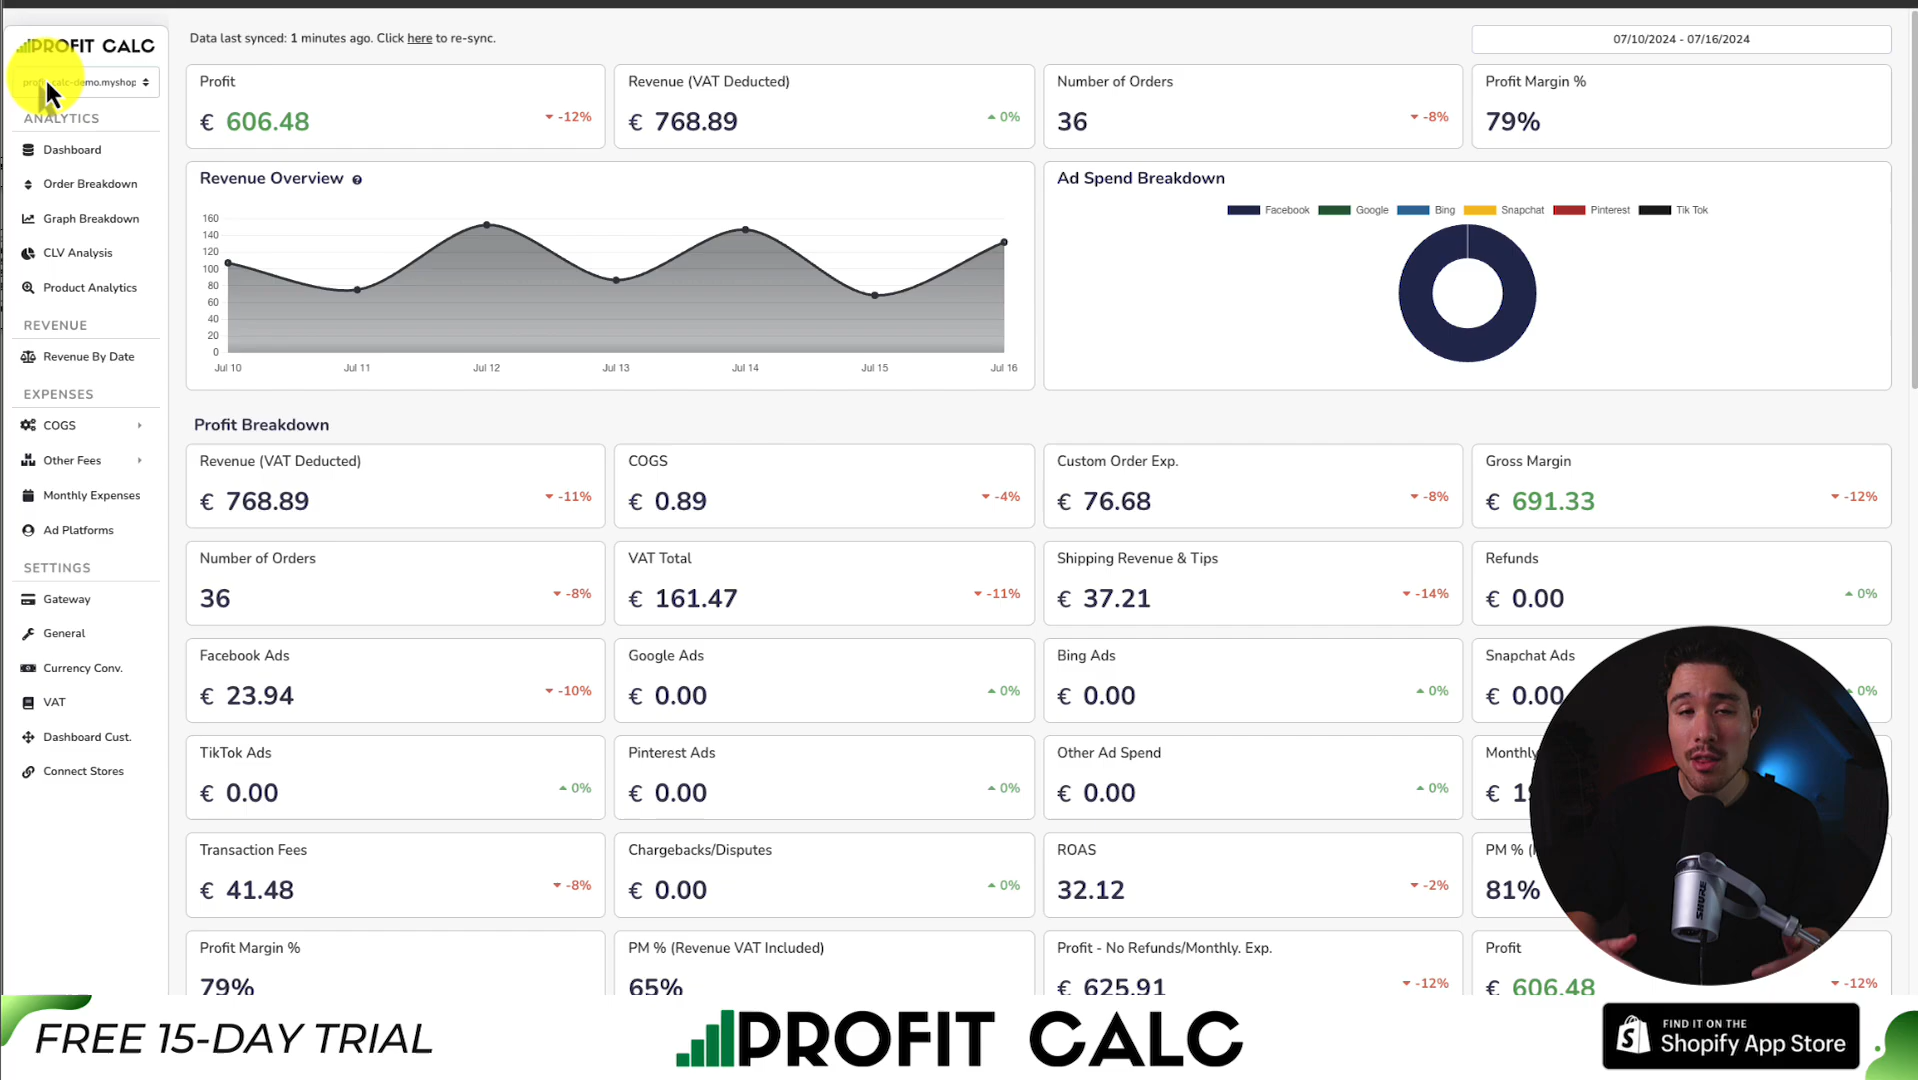 PROFIT CALC
Data last synced: 1 minutes ago. Click here to re-sync.
07/10/2024 - 07/16/2024
profit-calc-demo.myshop
ANALYTICS
Dashboard
Order Breakdown
Graph Breakdown
CLV Analysis
Product Analytics
REVENUE
Revenue By Date
EXPENSES
COGS
Other Fees
Monthly Expenses
Ad Platforms
SETTINGS
Gateway
General
Currency Conv.
VAT
Dashboard Cust.
Connect Stores
Profit
€ 606.48
-12%
Revenue (VAT Deducted)
€ 768.89
0%
Number of Orders
36
-8%
Profit Margin %
79%
Revenue Overview
160
140
120
100
80
60
40
20
0
Jul 10 Jul 11 Jul 12 Jul 13 Jul 14 Jul 15 Jul 16
Ad Spend Breakdown
Facebook Google Bing Snapchat Pinterest Tik Tok
Profit Breakdown
Revenue (VAT Deducted)
€ 768.89
-11%
COGS
€ 0.89
-4%
Custom Order Exp.
€ 76.68
-8%
Gross Margin
€ 691.33
-12%
Number of Orders
36
-8%
VAT Total
€ 161.47
-11%
Shipping Revenue & Tips
€ 37.21
-14%
Refunds
€ 0.00
0%
Facebook Ads
€ 23.94
-10%
Google Ads
€ 0.00
0%
Bing Ads
€ 0.00
0%
Snapchat Ads
€ 0.00
0%
TikTok Ads
€ 0.00
0%
Pinterest Ads
€ 0.00
0%
Other Ad Spend
€ 0.00
0%
Monthly
€
Transaction Fees
€ 41.48
-8%
Chargebacks/Disputes
€ 0.00
0%
ROAS
32.12
-2%
PM % (
81%
Profit Margin %
79%
PM % (Revenue VAT Included)
65%
Profit - No Refunds/Monthly. Exp.
€ 625.91
-12%
Profit
€ 606.48
-12%
SHURE
FREE 15-DAY TRIAL
PROFIT CALC
FIND IT ON THE
Shopify App Store